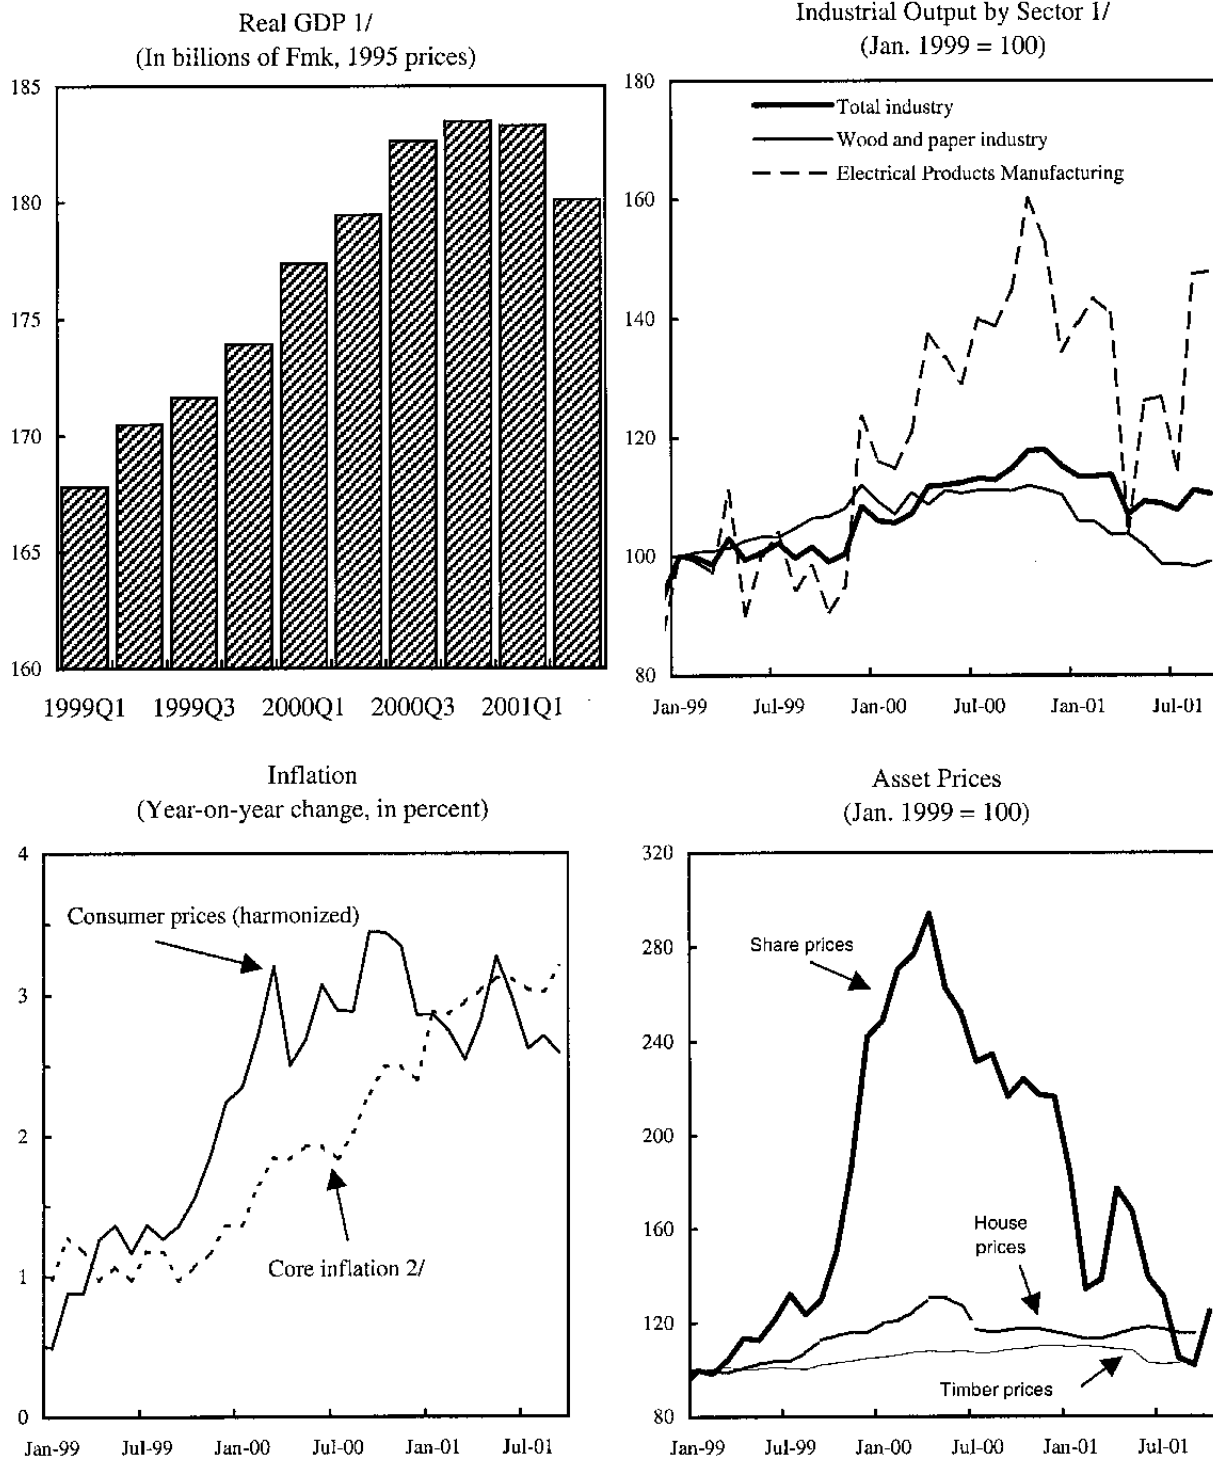 Real GDP 1/
(In billions of Fmk, 1995 prices)
185
180
175
170
165
160
1999Q1 1999Q3 2000Q1 2000Q3 2001Q1
Industrial Output by Sector 1/
(Jan. 1999 = 100)
180
160
140
120
100
80
Total industry
Wood and paper industry
Electrical Products Manufacturing
Jan-99 Jul-99 Jan-00 Jul-00 Jan-01 Jul-01
Inflation
(Year-on-year change, in percent)
4
3
2
1
0
Consumer prices (harmonized)
Core inflation 2/
Jan-99 Jul-99 Jan-00 Jul-00 Jan-01 Jul-01
Asset Prices
(Jan. 1999 = 100)
320
280
240
200
160
120
80
Share prices
House
prices
Timber prices
Jan-99 Jul-99 Jan-00 Jul-00 Jan-01 Jul-01